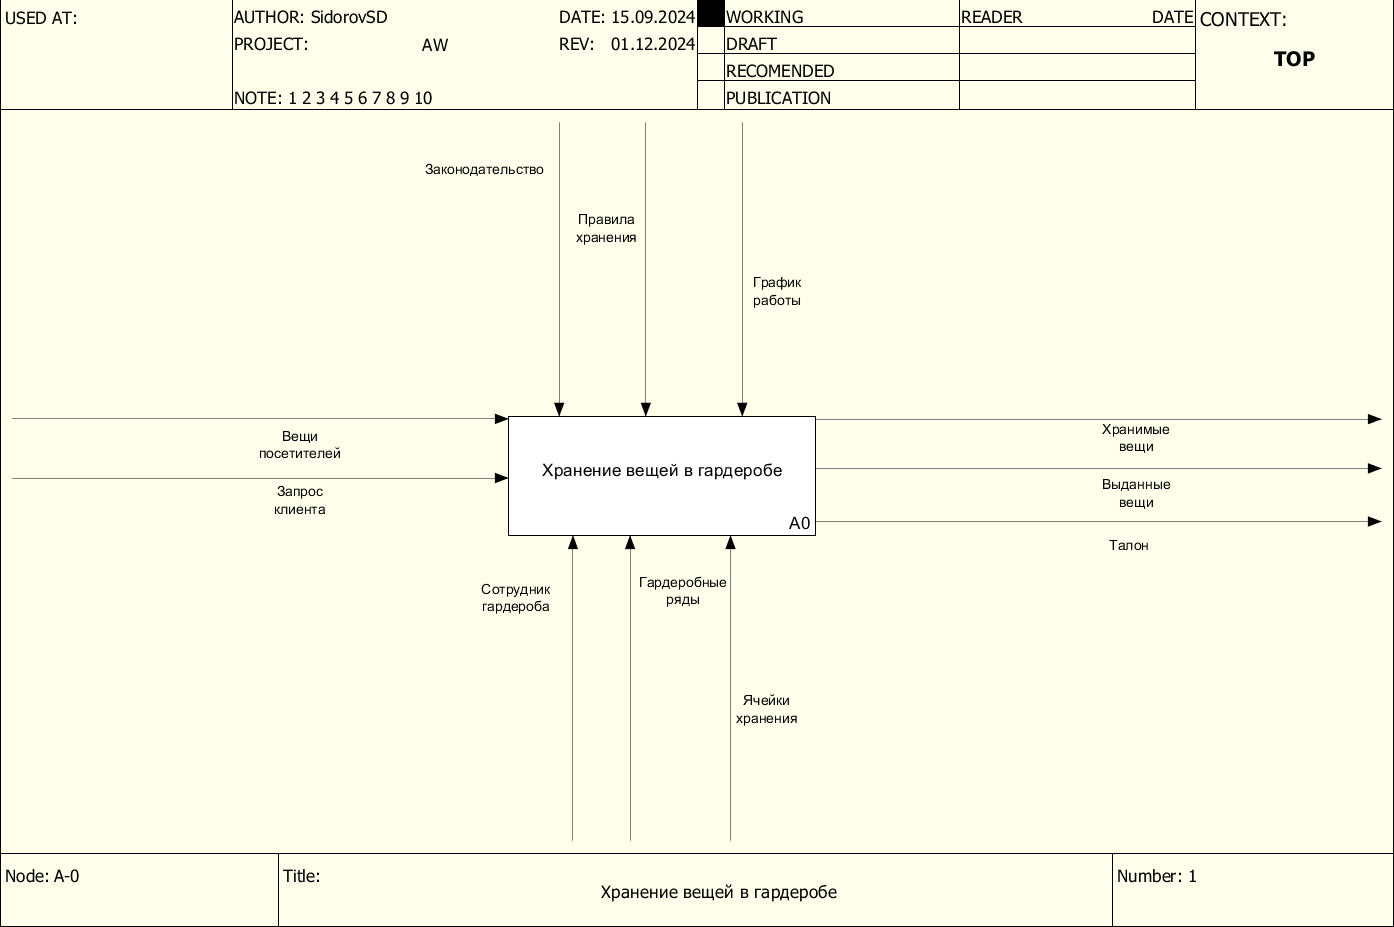 USED AT:
AUTHOR: SidorovSD
DATE: 15.09.2024
PROJECT: AW
REV: 01.12.2024
NOTE: 1 2 3 4 5 6 7 8 9 10
WORKING
DRAFT
RECOMENDED
PUBLICATION
READER DATE
CONTEXT:
TOP
Законодательство
Правила
хранения
График
работы
Вещи
посетителей
Запрос
клиента
Хранение вещей в гардеробе
A0
Хранимые
вещи
Выданные
вещи
Талон
Сотрудник
гардероба
Гардеробные
ряды
Ячейки
хранения
Node: A-0
Title:
Хранение вещей в гардеробе
Number: 1